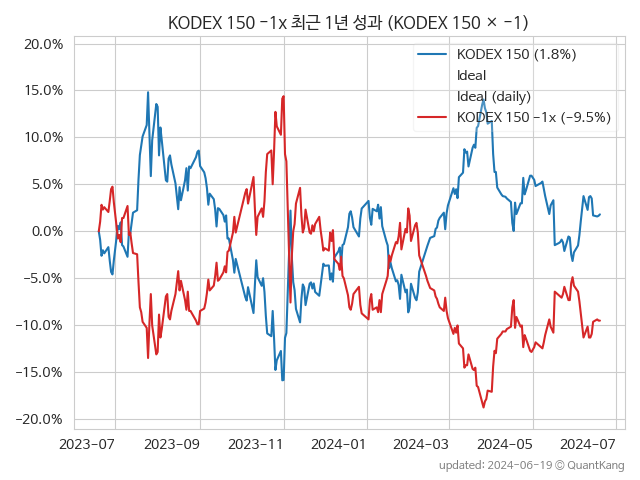 KODEX 150 −1x 최근 1년 성과 (KODEX 150 × −1)
20.0%
15.0%
10.0%
5.0%
0.0%
−5.0%
−10.0%
−15.0%
−20.0%
KODEX 150 (1.8%)
Ideal
Ideal (daily)
KODEX 150 −1x (−9.5%)
2023-07
2023-09
2023-11
2024-01
2024-03
2024-05
2024-07
updated: 2024-06-19 ⓒ QuantKang